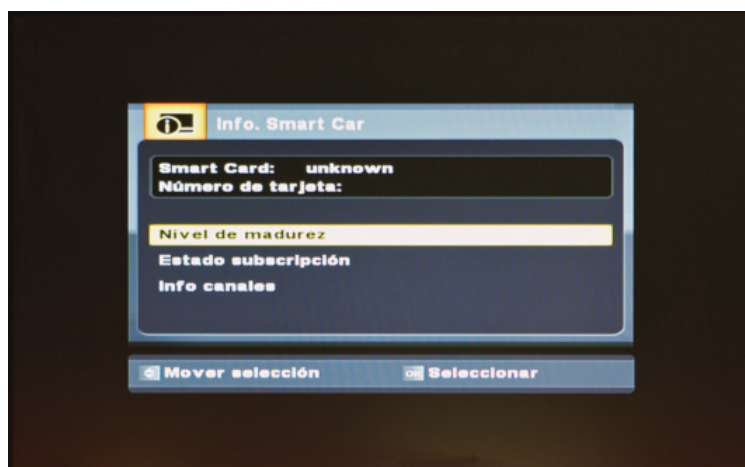 Info. Smart Car
Smart Card: unknown
Número de tarjeta:
Nivel de madurez
Estado subscripción
Info canales
Mover selección
OK Seleccionar